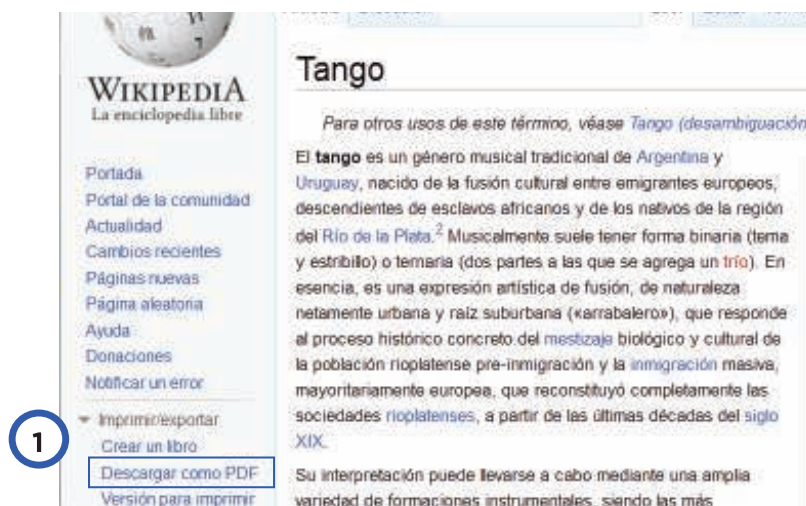 WIKIPEDIA
La enciclopedia libre
Portada
Portal de la comunidad
Actualidad
Cambios recientes
Páginas nuevas
Página aleatoria
Ayuda
Donaciones
Notificar un error
Imprimir/exportar
1
Crear un libro
Descargar como PDF
Versión para imprimir
Tango
Para otros usos de este término, véase Tango (desambiguación
El tango es un género musical tradicional de Argentina y
Uruguay, nacido de la fusión cultural entre emigrantes europeos,
descendientes de esclavos africanos y de los nativos de la región
del Río de la Plata.2 Musicalmente suele tener forma binaria (tema
y estribillo) o ternaria (dos partes a las que se agrega un trío). En
esencia, es una expresión artística de fusión, de naturaleza
netamente urbana y raíz suburbana («arrabalero»), que responde
al proceso histórico concreto del mestizaje biológico y cultural de
la población rioplatense pre-inmigración y la inmigración masiva,
mayoritariamente europea, que reconstituyó completamente las
sociedades rioplatenses, a partir de las últimas décadas del siglo
XIX.
Su interpretación puede llevarse a cabo mediante una amplia
variedad de formaciones instrumentales, siendo las más